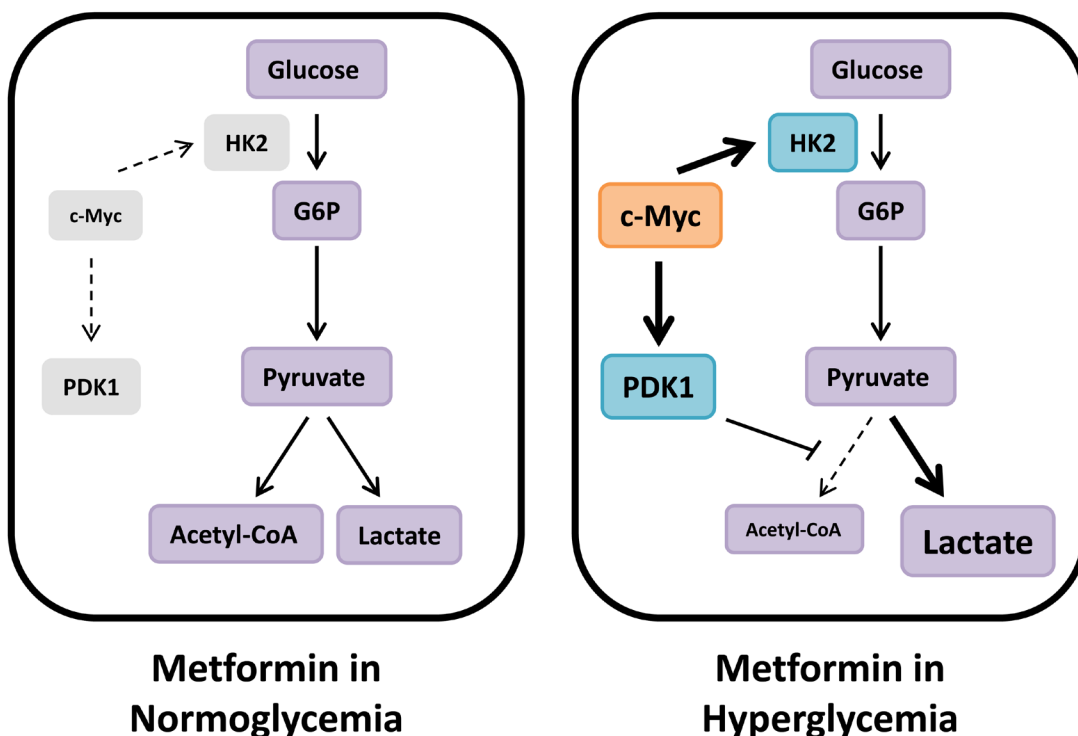 Glucose
HK2
c-Myc
G6P
PDK1
Pyruvate
Acetyl-CoA
Lactate
Metformin in
Normoglycemia
Glucose
HK2
c-Myc
G6P
PDK1
Pyruvate
Acetyl-CoA
Lactate
Metformin in
Hyperglycemia